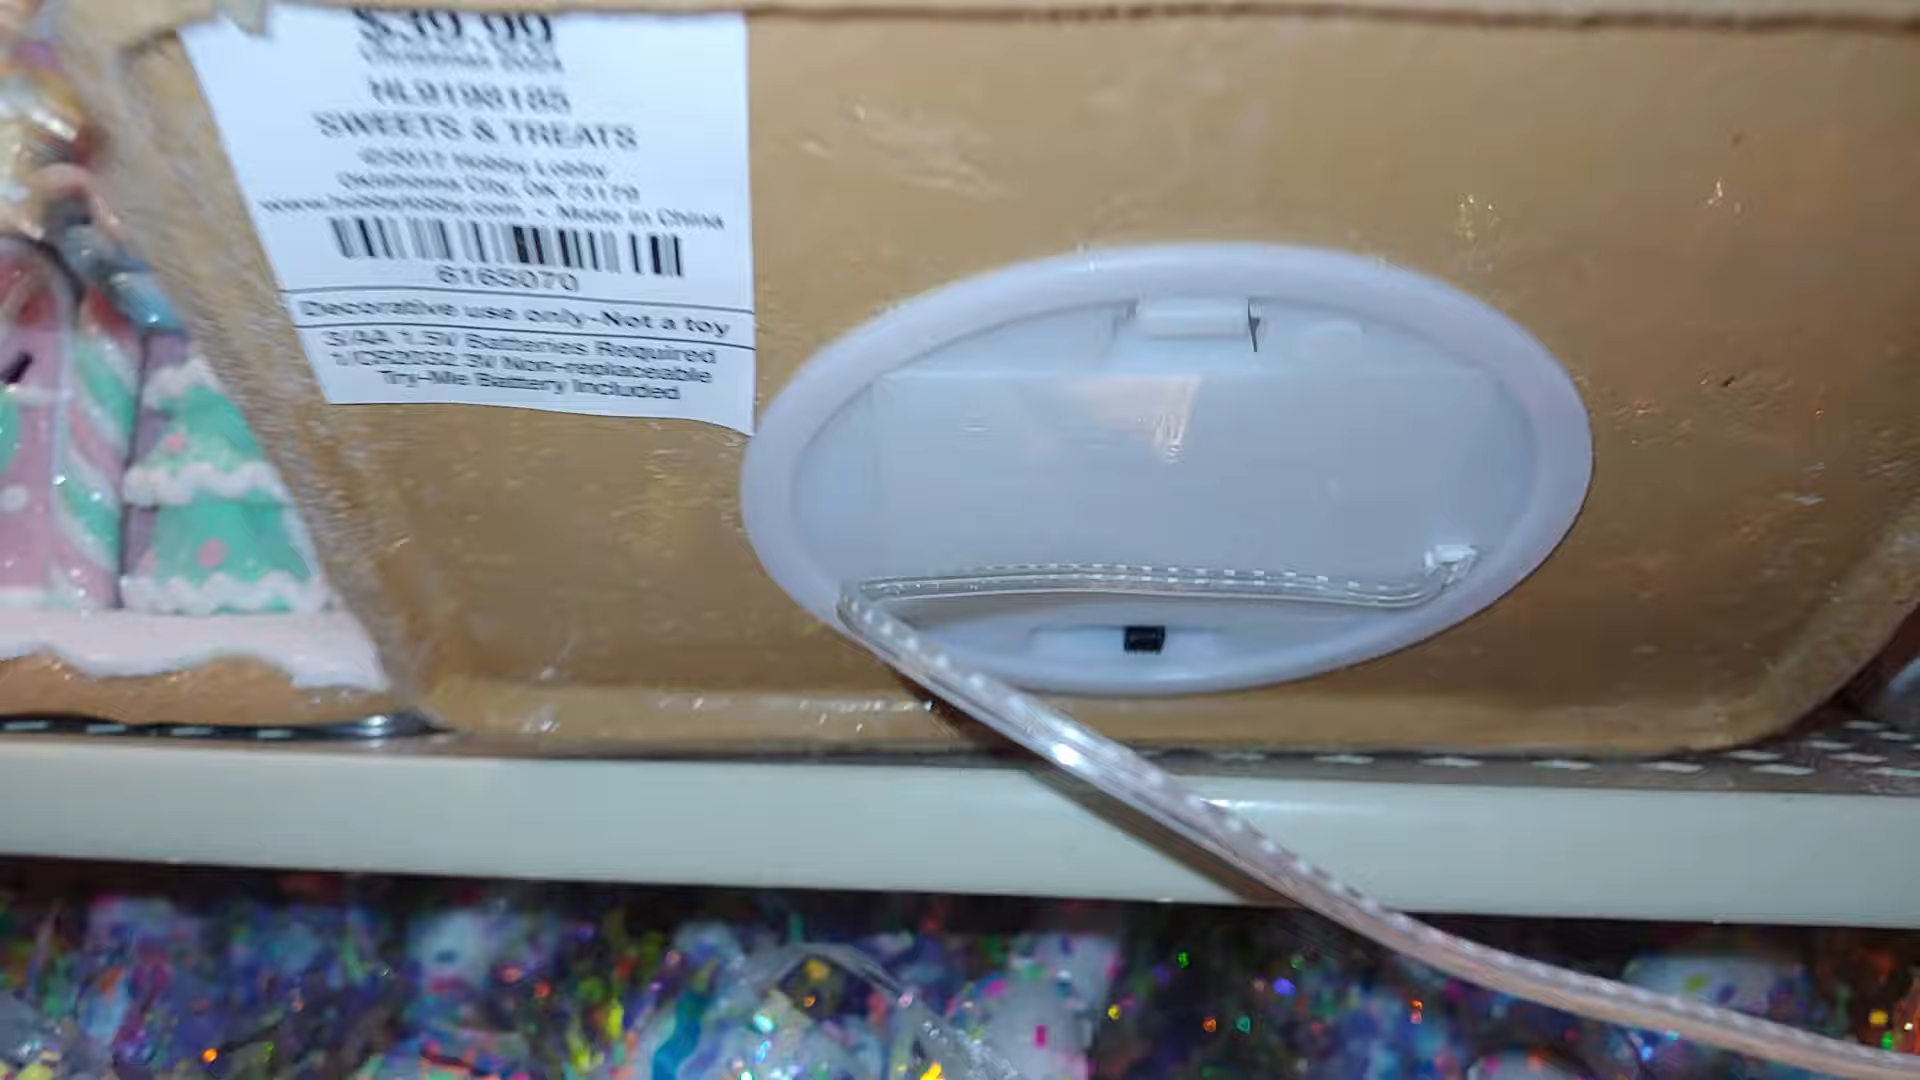 $39.99
Christmas 2024
HL9198185
SWEETS & TREATS
©2017 Hobby Lobby
Oklahoma City, OK 73179
www.hobbylobby.com - Made in China
6165070
Decorative use only-Not a toy
3/AA 1.5V Batteries Required
1/CR2032 3V Non-replaceable
Try-Me Battery Included